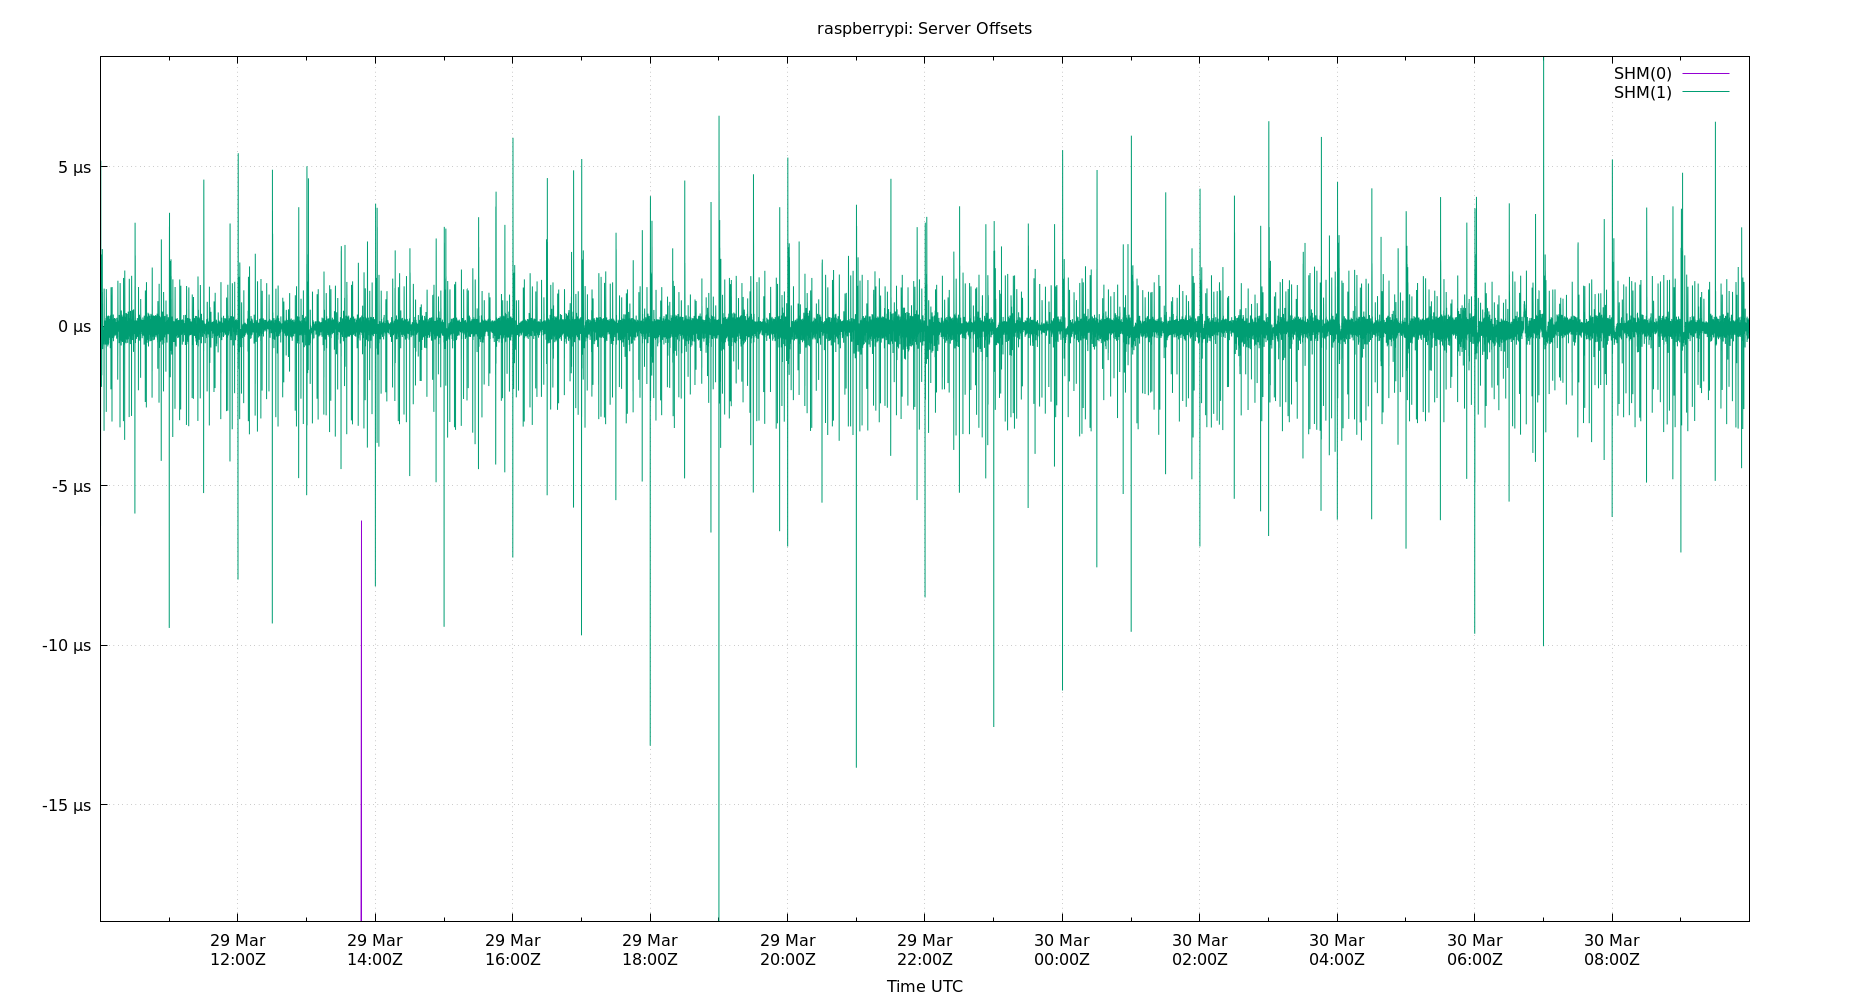 raspberrypi: Server Offsets
SHM(0)
SHM(1)
5 µs
0 µs
-5 µs
-10 µs
-15 µs
29 Mar 29 Mar 29 Mar 29 Mar 29 Mar 29 Mar 30 Mar 30 Mar 30 Mar 30 Mar 30 Mar
12:00Z 14:00Z 16:00Z 18:00Z 20:00Z 22:00Z 00:00Z 02:00Z 04:00Z 06:00Z 08:00Z
Time UTC